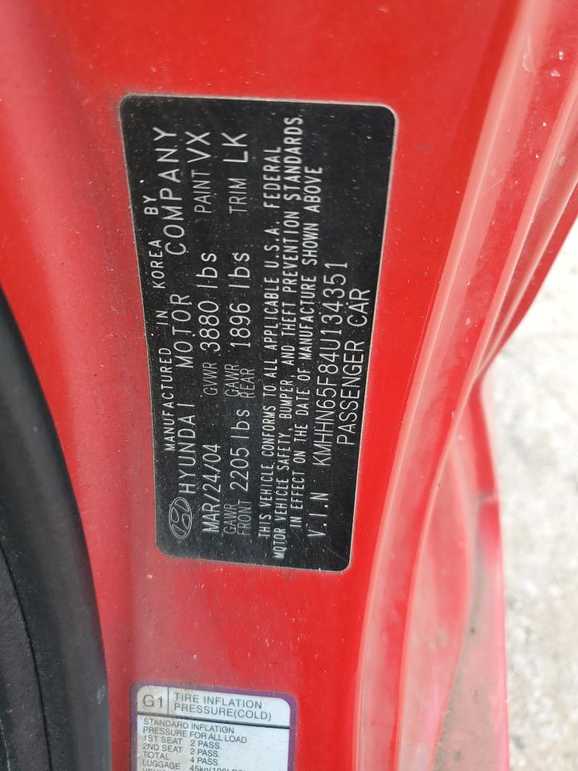 MANUFACTURED IN KOREA BY
HYUNDAI MOTOR COMPANY
MAR/24/04 GVWR 3880 lbs PAINT VX
GAWR FRONT 2205 lbs GAWR REAR 1896 lbs TRIM LK
THIS VEHICLE CONFORMS TO ALL APPLICABLE U.S.A. FEDERAL
MOTOR VEHICLE SAFETY, BUMPER, AND THEFT PREVENTION STANDARDS
IN EFFECT ON THE DATE OF MANUFACTURE SHOWN ABOVE
V.I.N KMHHN65F84U134351
PASSENGER CAR
G1 TIRE INFLATION
PRESSURE(COLD)
STANDARD INFLATION
PRESSURE FOR ALL LOAD
1ST SEAT 2 PASS.
2ND SEAT 2 PASS.
TOTAL 4 PASS.
LUGGAGE